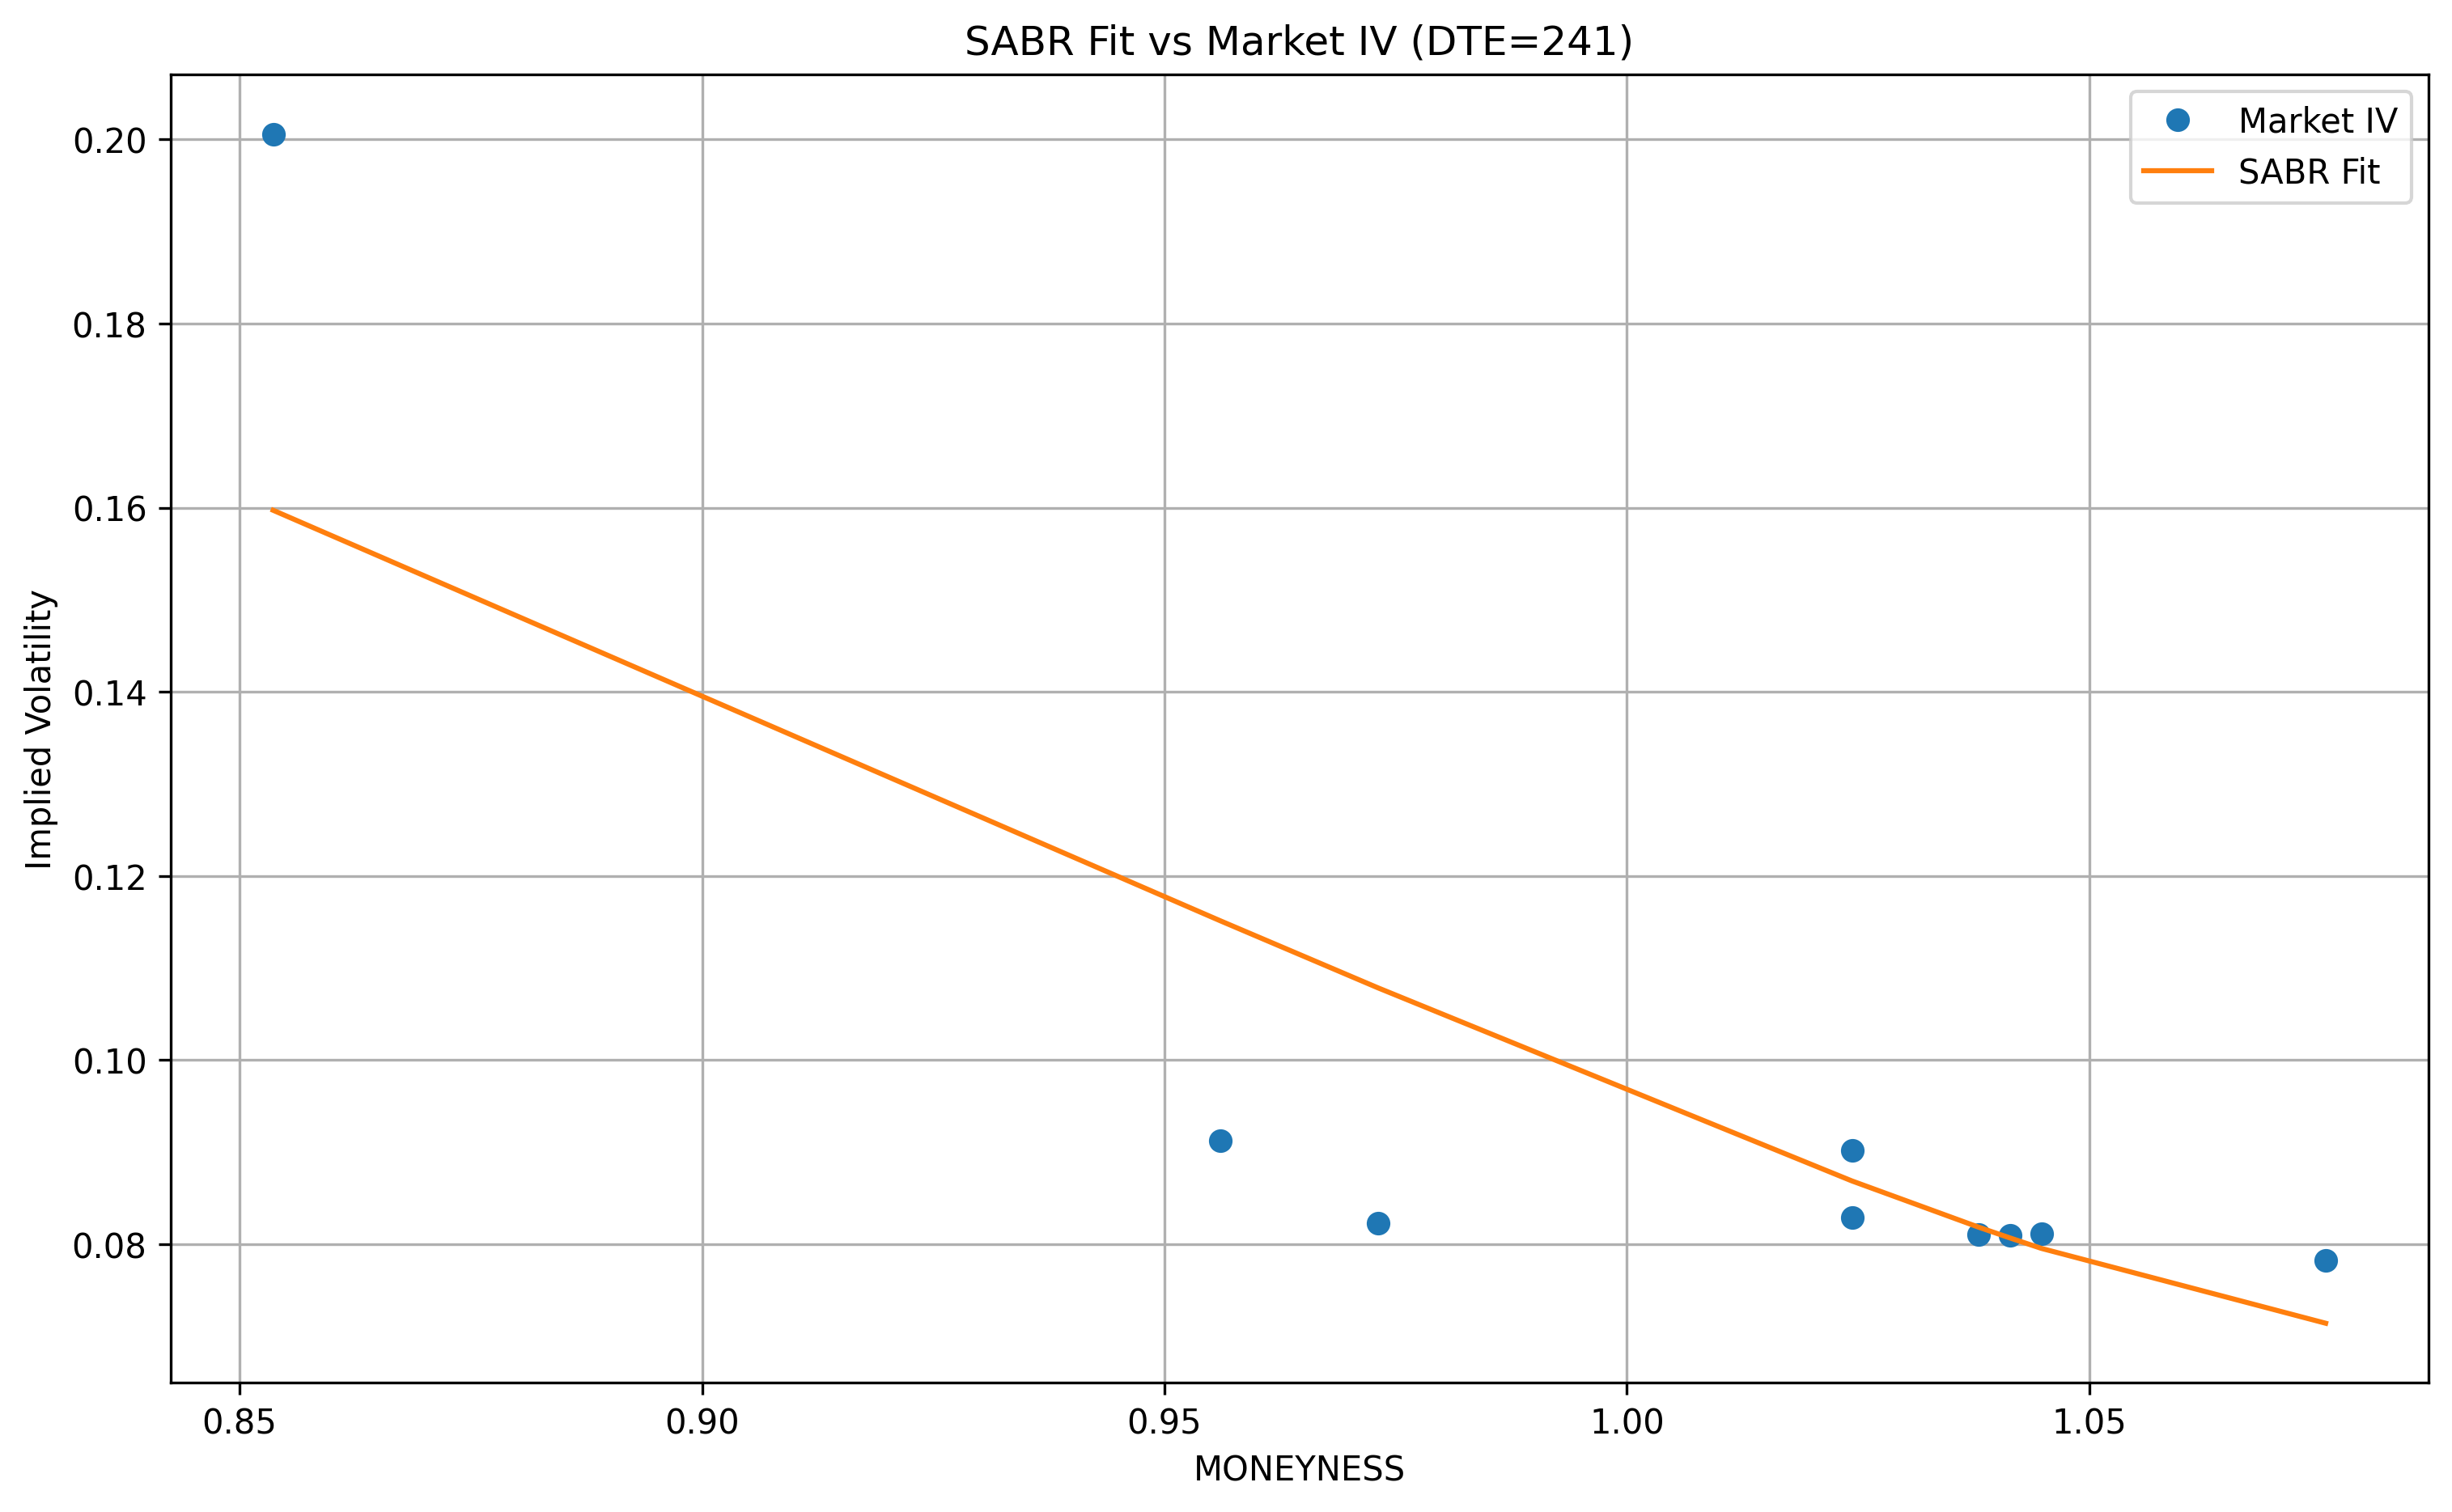 SABR Fit vs Market IV (DTE=241)
Market IV
SABR Fit
Implied Volatility
0.20
0.18
0.16
0.14
0.12
0.10
0.08
0.85
0.90
0.95
1.00
1.05
MONEYNESS